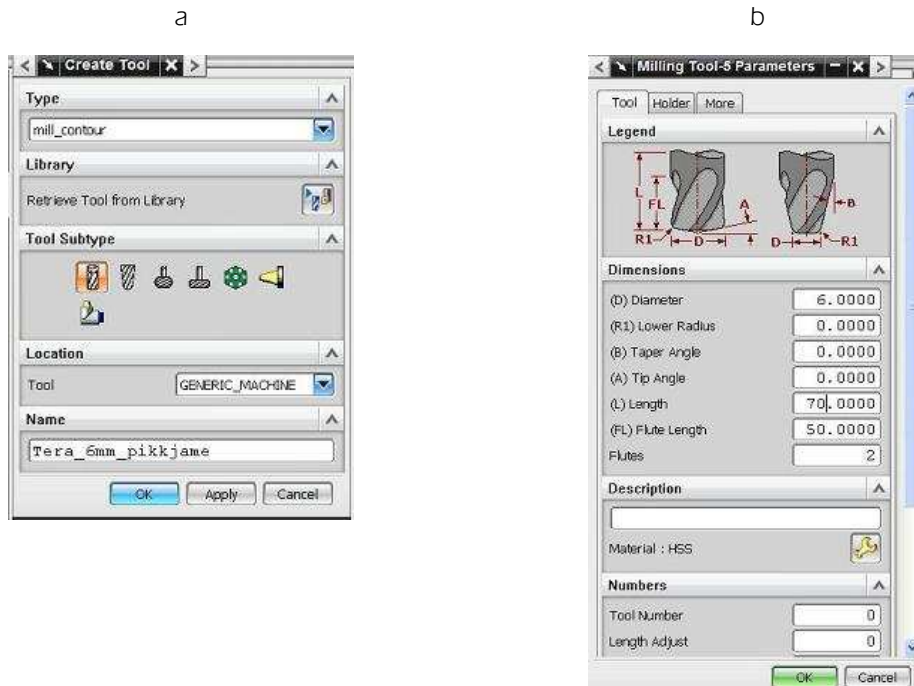 a
b
Create Tool
Type
mill_contour
Library
Retrieve Tool from Library
Tool Subtype
Location
Tool GENERIC_MACHINE
Name
Tera_6mm_pikkjame
OK Apply Cancel
Milling Tool-5 Parameters
Tool Holder More
Legend
L
FL
A
R1
D
B
D
R1
Dimensions
(D) Diameter 6.0000
(R1) Lower Radius 0.0000
(B) Taper Angle 0.0000
(A) Tip Angle 0.0000
(L) Length 70.0000
(FL) Flute Length 50.0000
Flutes 2
Description
Material : HSS
Numbers
Tool Number 0
Length Adjust 0
OK Cancel